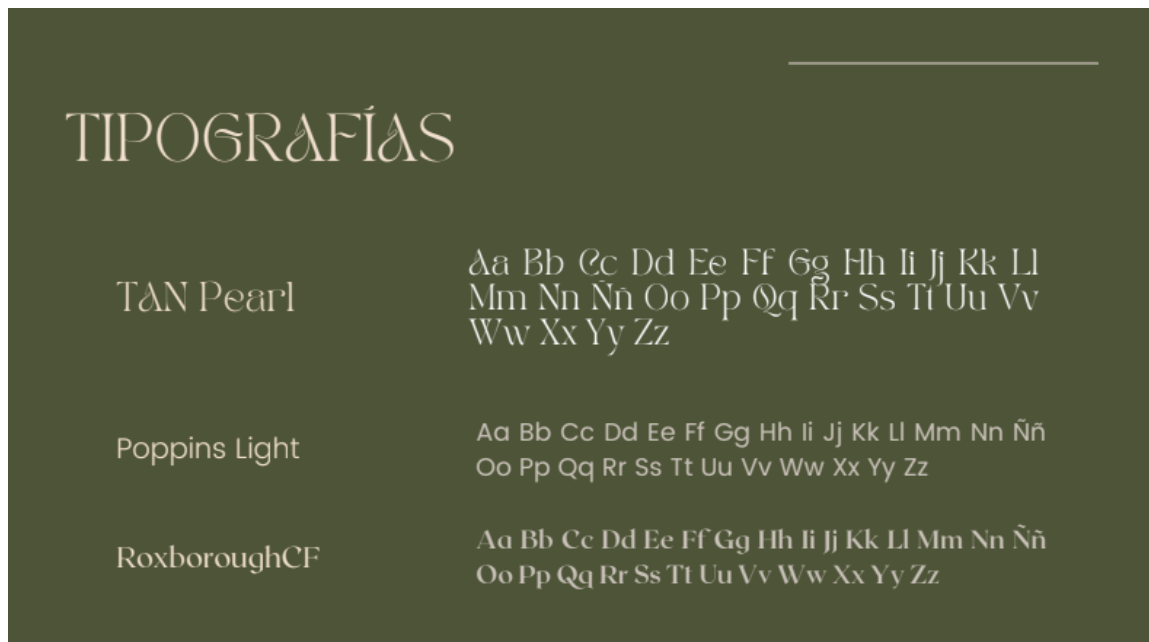 TIPOGRAFÍAS
TAN Pearl
Aa Bb Cc Dd Ee Ff Gg Hh Ii Jj Kk Ll
Mm Nn Ññ Oo Pp Qq Rr Ss Tt Uu Vv
Ww Xx Yy Zz
Poppins Light
Aa Bb Cc Dd Ee Ff Gg Hh Ii Jj Kk Ll Mm Nn Ññ
Oo Pp Qq Rr Ss Tt Uu Vv Ww Xx Yy Zz
RoxboroughCF
Aa Bb Cc Dd Ee Ff Gg Hh Ii Jj Kk Ll Mm Nn Ññ
Oo Pp Qq Rr Ss Tt Uu Vv Ww Xx Yy Zz